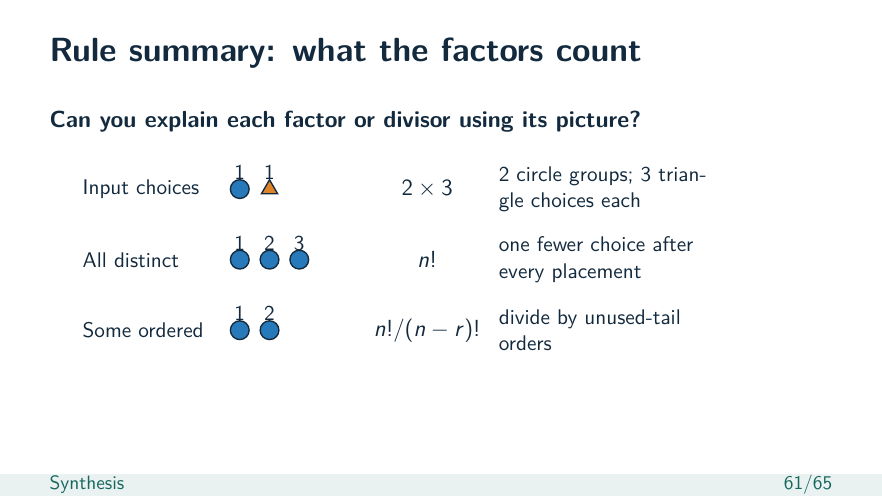 Rule summary: what the factors count
Can you explain each factor or divisor using its picture?
Input choices
1 1
2 × 3
2 circle groups; 3 trian-
gle choices each
All distinct
1 2 3
n!
one fewer choice after
every placement
Some ordered
1 2
n!/(n − r)!
divide by unused-tail
orders
Synthesis
61/65